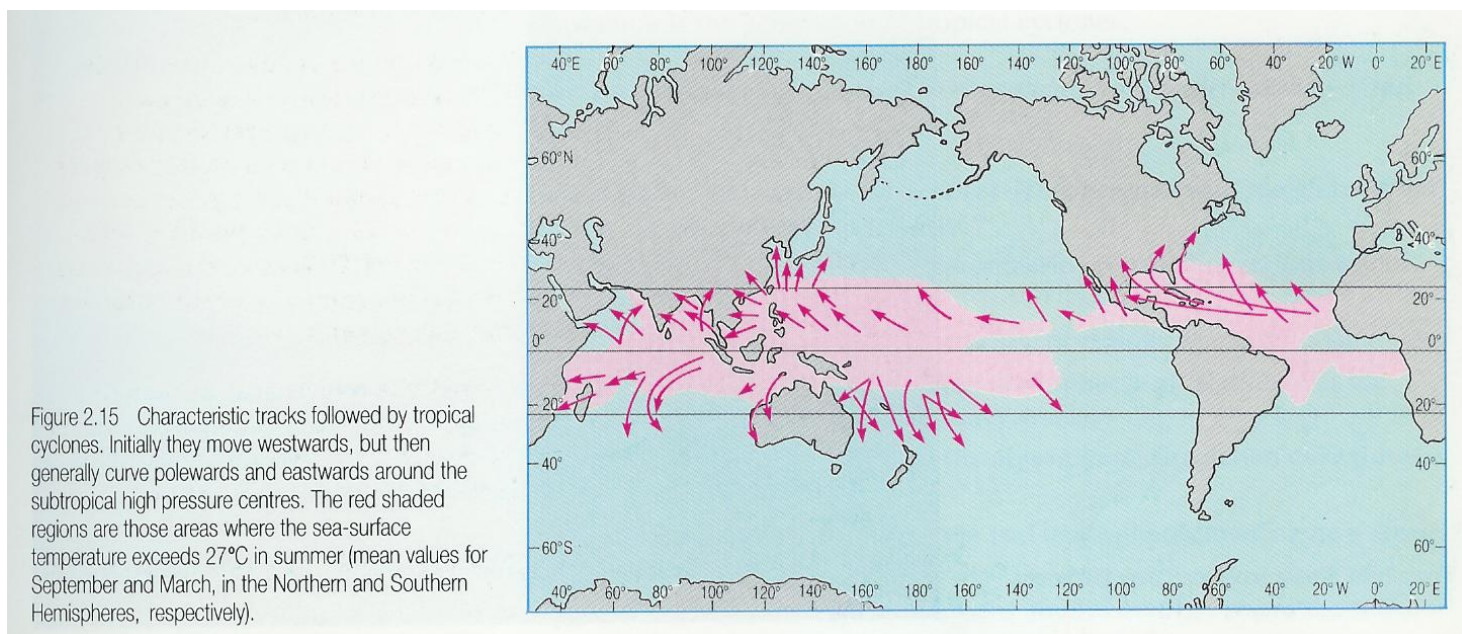 Figure 2.15 Characteristic tracks followed by tropical
cyclones. Initially they move westwards, but then
generally curve polewards and eastwards around the
subtropical high pressure centres. The red shaded
regions are those areas where the sea-surface
temperature exceeds 27°C in summer (mean values for
September and March, in the Northern and Southern
Hemispheres, respectively).
40°E 60° 80° 100° 120° 140° 160° 180° 160° 140° 120° 100° 80° 60° 40° 20° W 0° 20° E
60°N 60°
40° 40°
20° 20°
0° 0°
20° 20°
40° 40°
60°S 60°
40° 60° 80° 100° 120° 140° 160° 180° 160° 140° 120° 100° 80° 60° 40° 20° W 0° 20° E